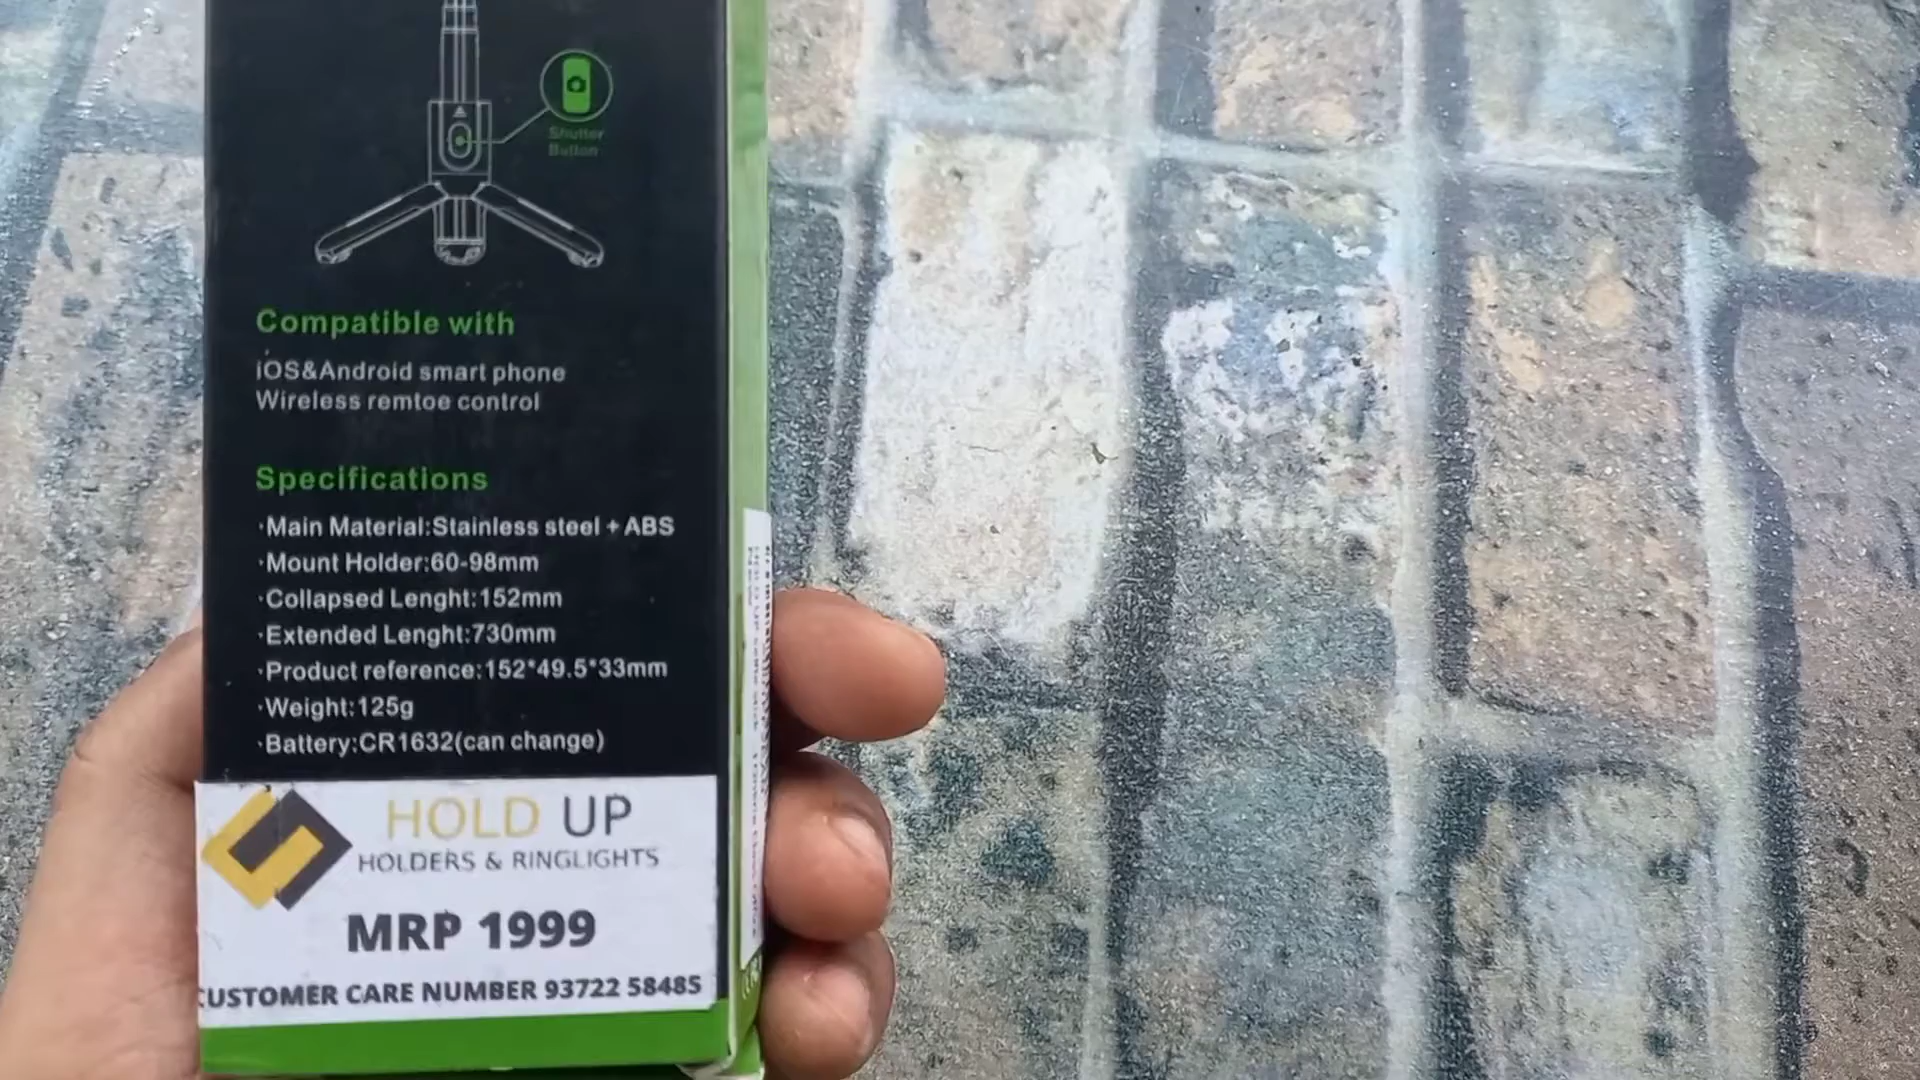 Shutter
Button
Compatible with
iOS&Android smart phone
Wireless remtoe control
Specifications
·Main Material:Stainless steel + ABS
·Mount Holder:60-98mm
·Collapsed Lenght:152mm
·Extended Lenght:730mm
·Product reference:152*49.5*33mm
·Weight:125g
·Battery:CR1632(can change)
HOLD UP
HOLDERS & RINGLIGHTS
MRP 1999
CUSTOMER CARE NUMBER 93722 58485